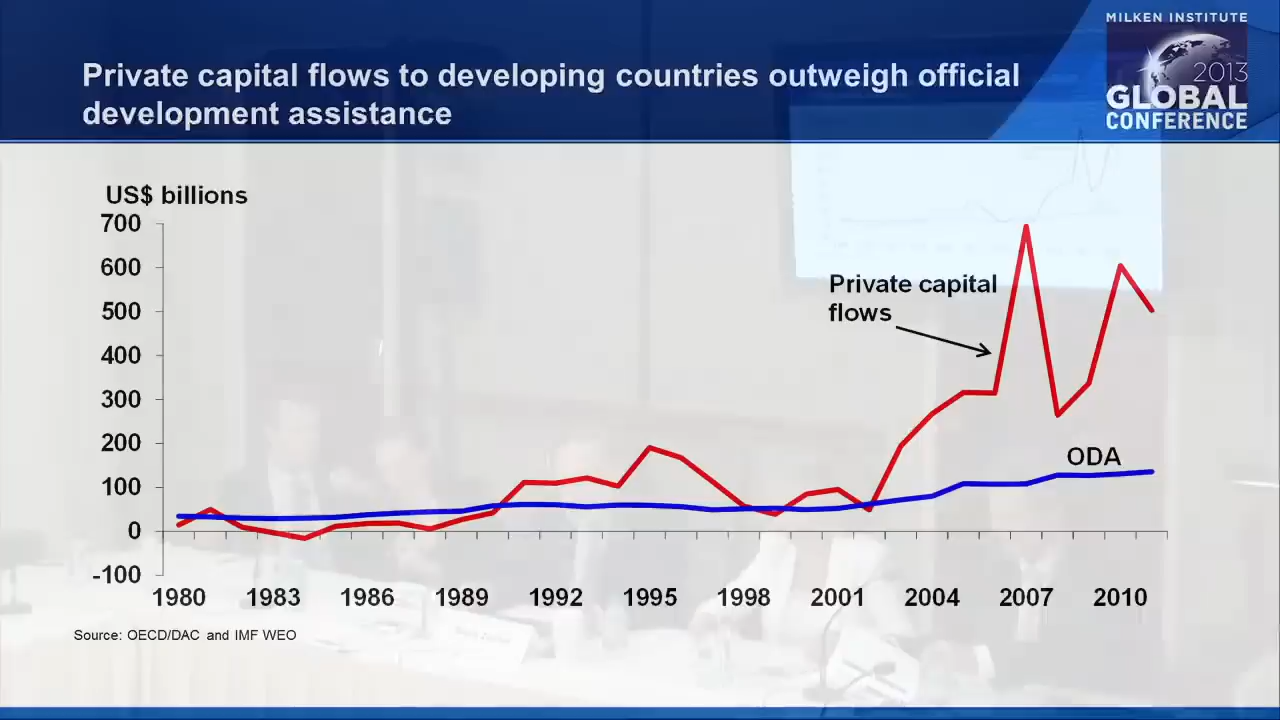 MILKEN INSTITUTE
2013
GLOBAL
CONFERENCE
Private capital flows to developing countries outweigh official
development assistance
US$ billions
700
600
500
400
300
200
100
0
-100
Private capital
flows
ODA
1980 1983 1986 1989 1992 1995 1998 2001 2004 2007 2010
Source: OECD/DAC and IMF WEO